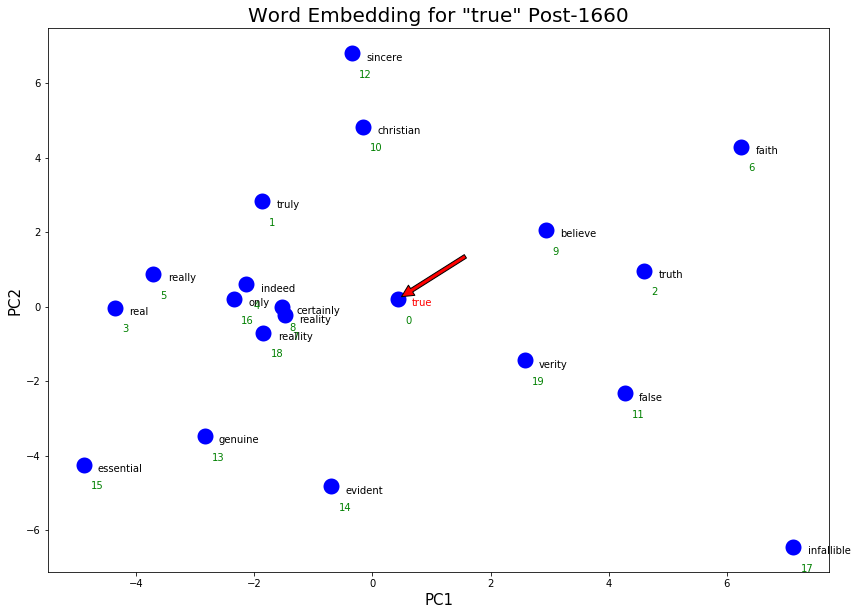 Word Embedding for "true" Post-1660
sincere
12
christian
10
faith
6
truly
1
believe
9
truth
2
really
5
indeed
4
only
16
true
0
real
3
certainly
8
reality
7
reallity
18
verity
19
false
11
genuine
13
essential
15
evident
14
infallible
17
6
4
2
0
−2
−4
−6
PC2
−4
−2
0
2
4
6
PC1